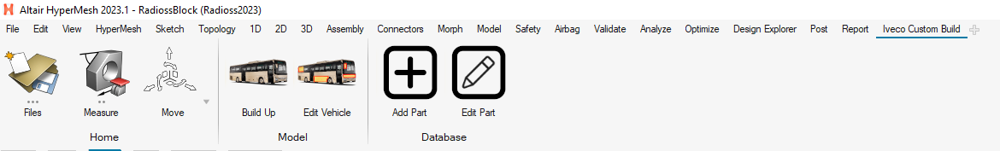 Altair HyperMesh 2023.1 - RadiossBlock (Radioss2023)
File Edit View HyperMesh Sketch Topology 1D 2D 3D Assembly Connectors Morph Model Safety Airbag Validate Analyze Optimize Design Explorer Post Report Iveco Custom Build
Files Measure Move Build Up Edit Vehicle Add Part Edit Part
Home Model Database